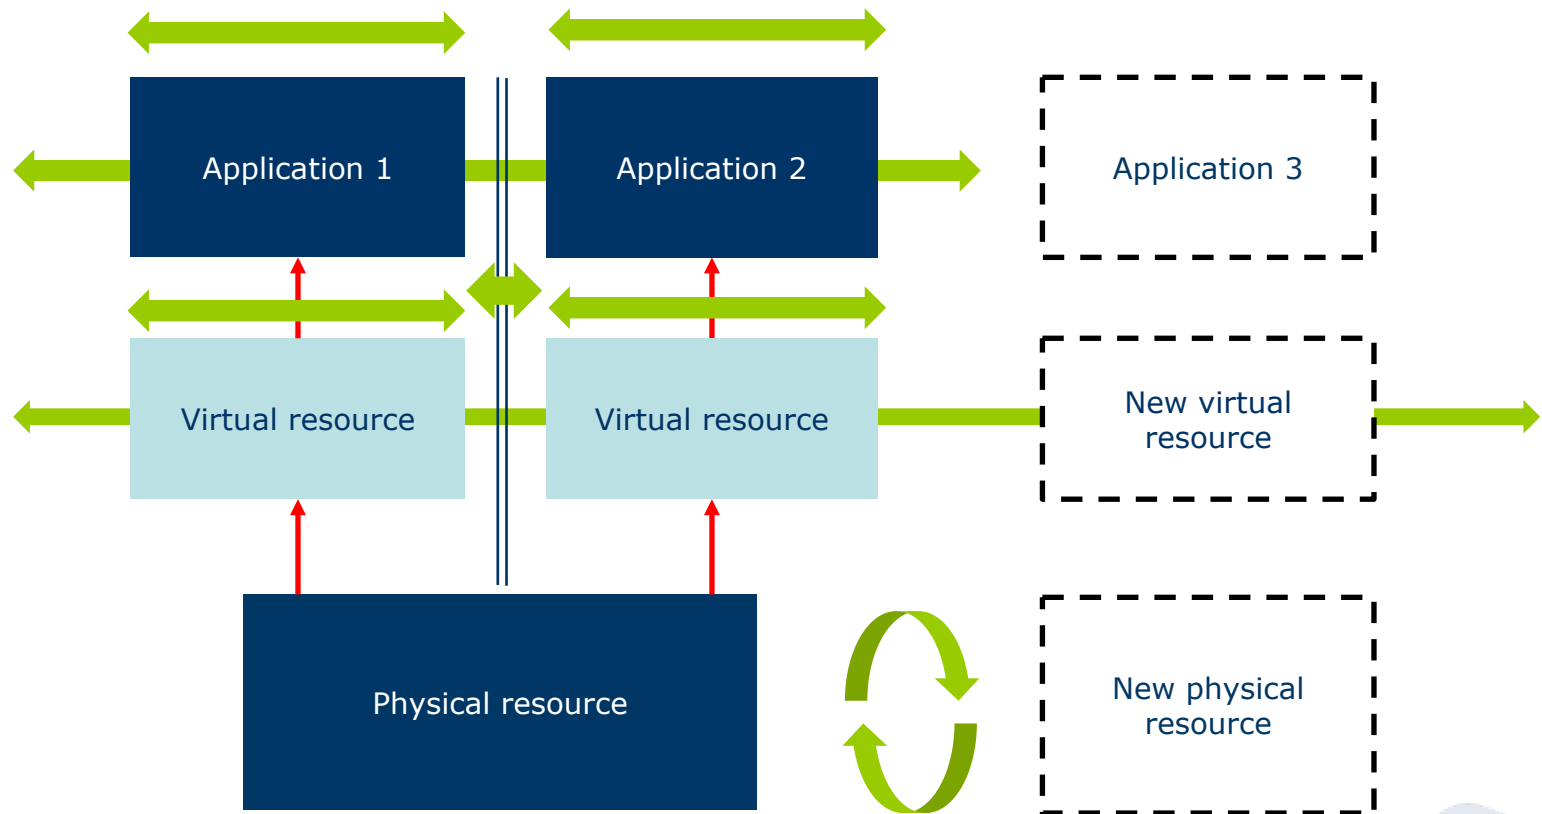 Application 1
Application 2
Application 3
Virtual resource
Virtual resource
New virtual
resource
Physical resource
New physical
resource